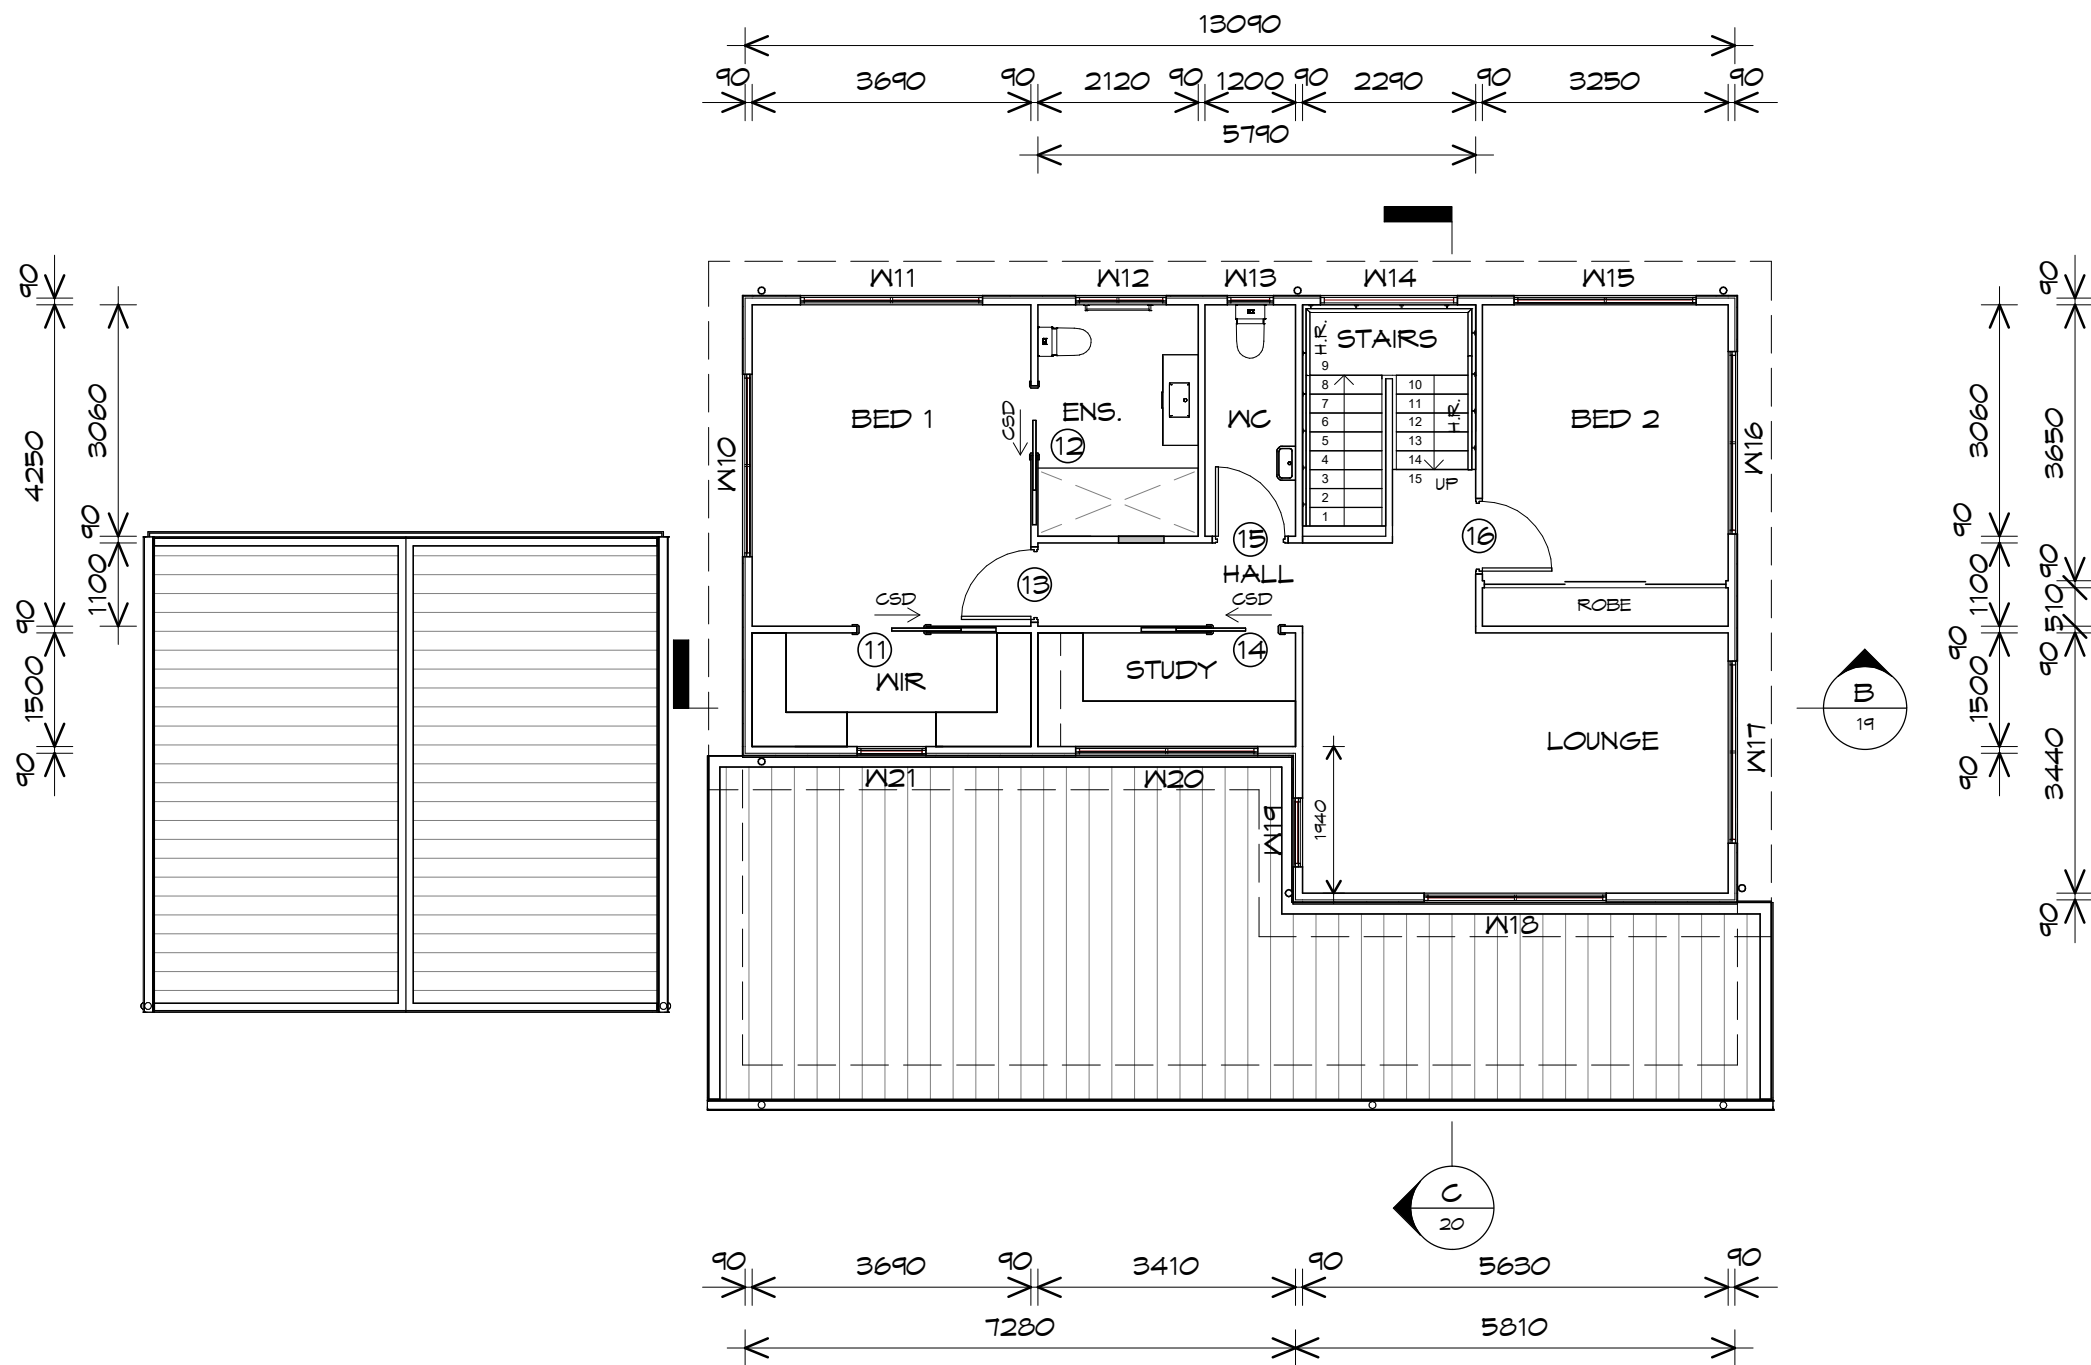 13090
90 3690 90 2120 90 1200 90 2290 90 3250 90
5790
W11 W12 W13 W14 W15
90
4250
90
1500
90
3060
90
1100
W10
BED 1
CSD
ENS.
12
WC
H.R.
STAIRS
9
8
7
6
5
4
3
2
1
10
11
12
13
14
15
H.R.
UP
BED 2
W16
16
15
HALL
13
CSD
CSD
ROBE
11
WIR
14
STUDY
LOUNGE
W17
W21
W20
W19
1940
W18
3060
90
1100
90
1500
90
90
3650
90
510
90
3440
90
B
19
C
20
90 3690 90 3410 90 5630 90
7280 5810